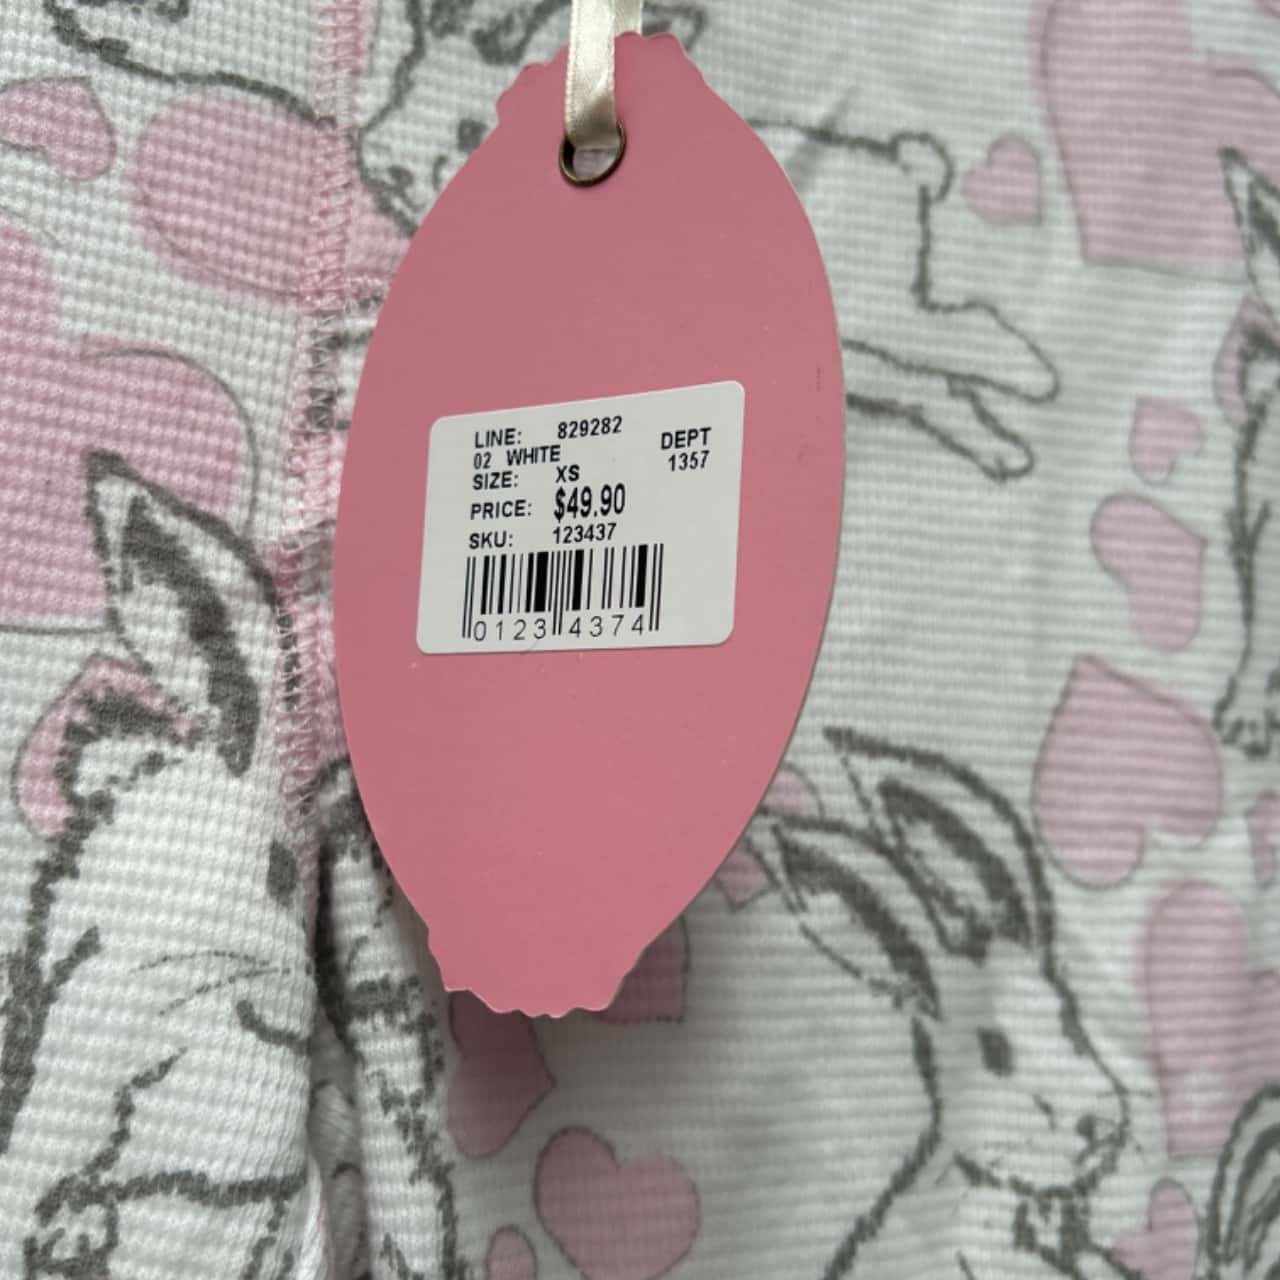 LINE: 829282
02 WHITE DEPT
SIZE: XS 1357
PRICE: $49.90
SKU: 123437
0123 4374